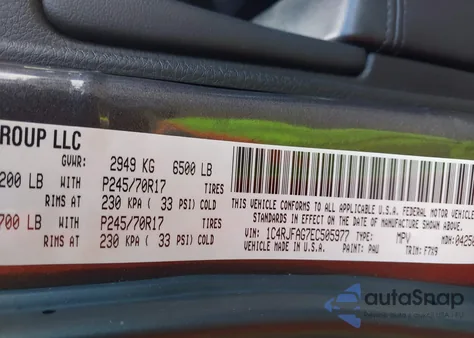 GROUP LLC
GVWR: 2949 KG 6500 LB
200 LB WITH P245/70R17 TIRES
RIMS AT 230 KPA ( 33 PSI) COLD
700 LB WITH P245/70R17 TIRES
RIMS AT 230 KPA ( 33 PSI) COLD
THIS VEHICLE CONFORMS TO ALL APPLICABLE U.S.A. FEDERAL MOTOR VEHICLE
STANDARDS IN EFFECT ON THE DATE OF MANUFACTURE SHOWN
VIN: 1C4RJFAG7EC505977 TYPE: MPV MDH: 0425
VEHICLE MADE IN U.S.A. PAINT: PAU TRIM: F7X9
autoSnap